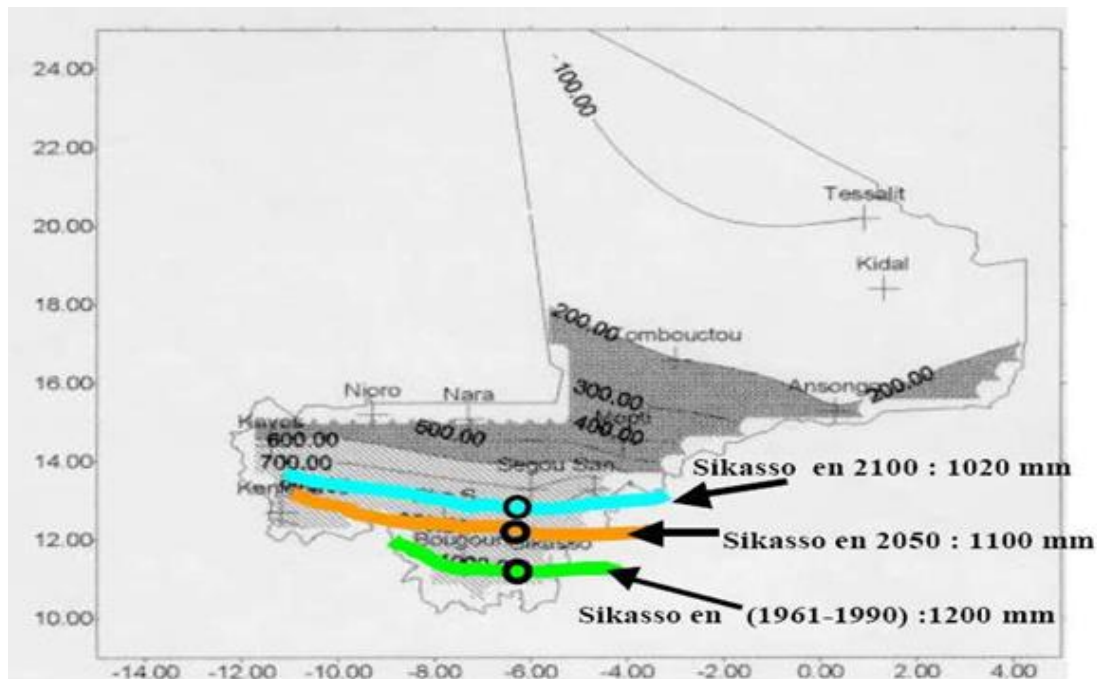 24.00
22.00
20.00
18.00
16.00
14.00
12.00
10.00
-100.00
Tessalit
Kidal
200.00
Tombouctou
Nioro
Nara
300.00
200.00
400.00
500.00
600.00
700.00
Segou San
Sikasso en 2100 : 1020 mm
Sikasso en 2050 : 1100 mm
Sikasso
Sikasso en (1961-1990) :1200 mm
-14.00 -12.00 -10.00 -8.00 -6.00 -4.00 -2.00 0.00 2.00 4.00